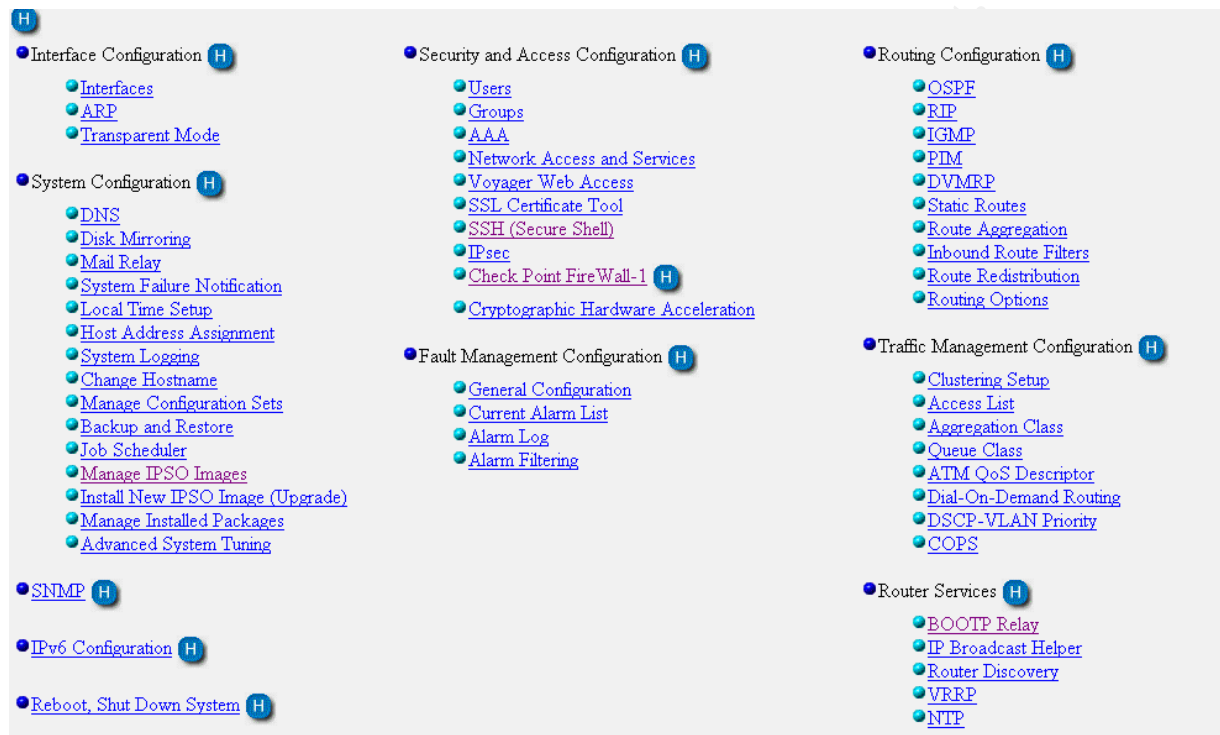 H
Interface Configuration H
Interfaces
ARP
Transparent Mode
System Configuration H
DNS
Disk Mirroring
Mail Relay
System Failure Notification
Local Time Setup
Host Address Assignment
System Logging
Change Hostname
Manage Configuration Sets
Backup and Restore
Job Scheduler
Manage IPSO Images
Install New IPSO Image (Upgrade)
Manage Installed Packages
Advanced System Tuning
SNMP H
IPv6 Configuration H
Reboot, Shut Down System H
Security and Access Configuration H
Users
Groups
AAA
Network Access and Services
Voyager Web Access
SSL Certificate Tool
SSH (Secure Shell)
IPsec
Check Point FireWall-1 H
Cryptographic Hardware Acceleration
Fault Management Configuration H
General Configuration
Current Alarm List
Alarm Log
Alarm Filtering
Routing Configuration H
OSPF
RIP
IGMP
PIM
DVMRP
Static Routes
Route Aggregation
Inbound Route Filters
Route Redistribution
Routing Options
Traffic Management Configuration H
Clustering Setup
Access List
Aggregation Class
Queue Class
ATM QoS Descriptor
Dial-On-Demand Routing
DSCP-VLAN Priority
COPS
Router Services H
BOOTP Relay
IP Broadcast Helper
Router Discovery
VRRP
NTP